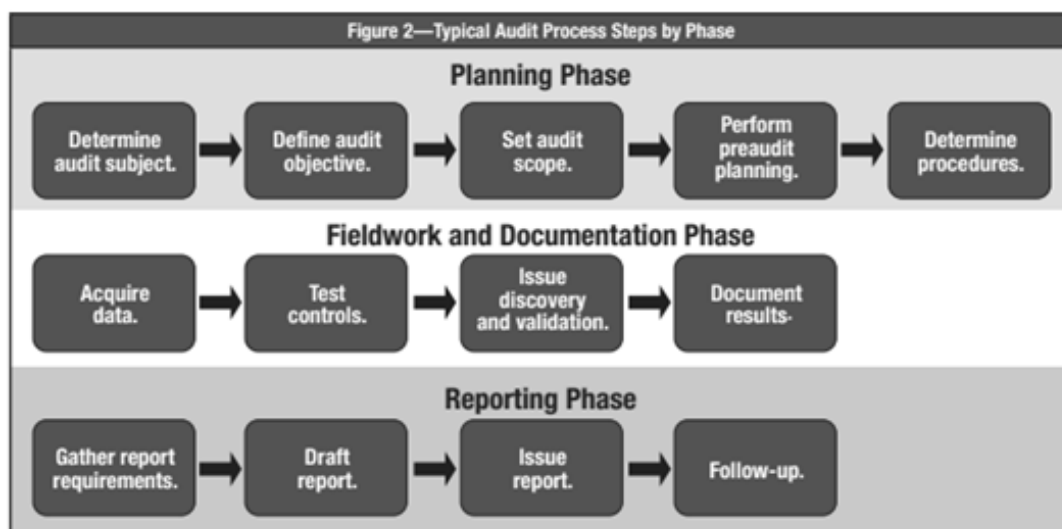 Figure 2—Typical Audit Process Steps by Phase
Planning Phase
Determine
audit subject.
Define audit
objective.
Set audit
scope.
Perform
preaudit
planning.
Determine
procedures.
Fieldwork and Documentation Phase
Acquire
data.
Test
controls.
Issue
discovery
and validation.
Document
results.
Reporting Phase
Gather report
requirements.
Draft
report.
Issue
report.
Follow-up.